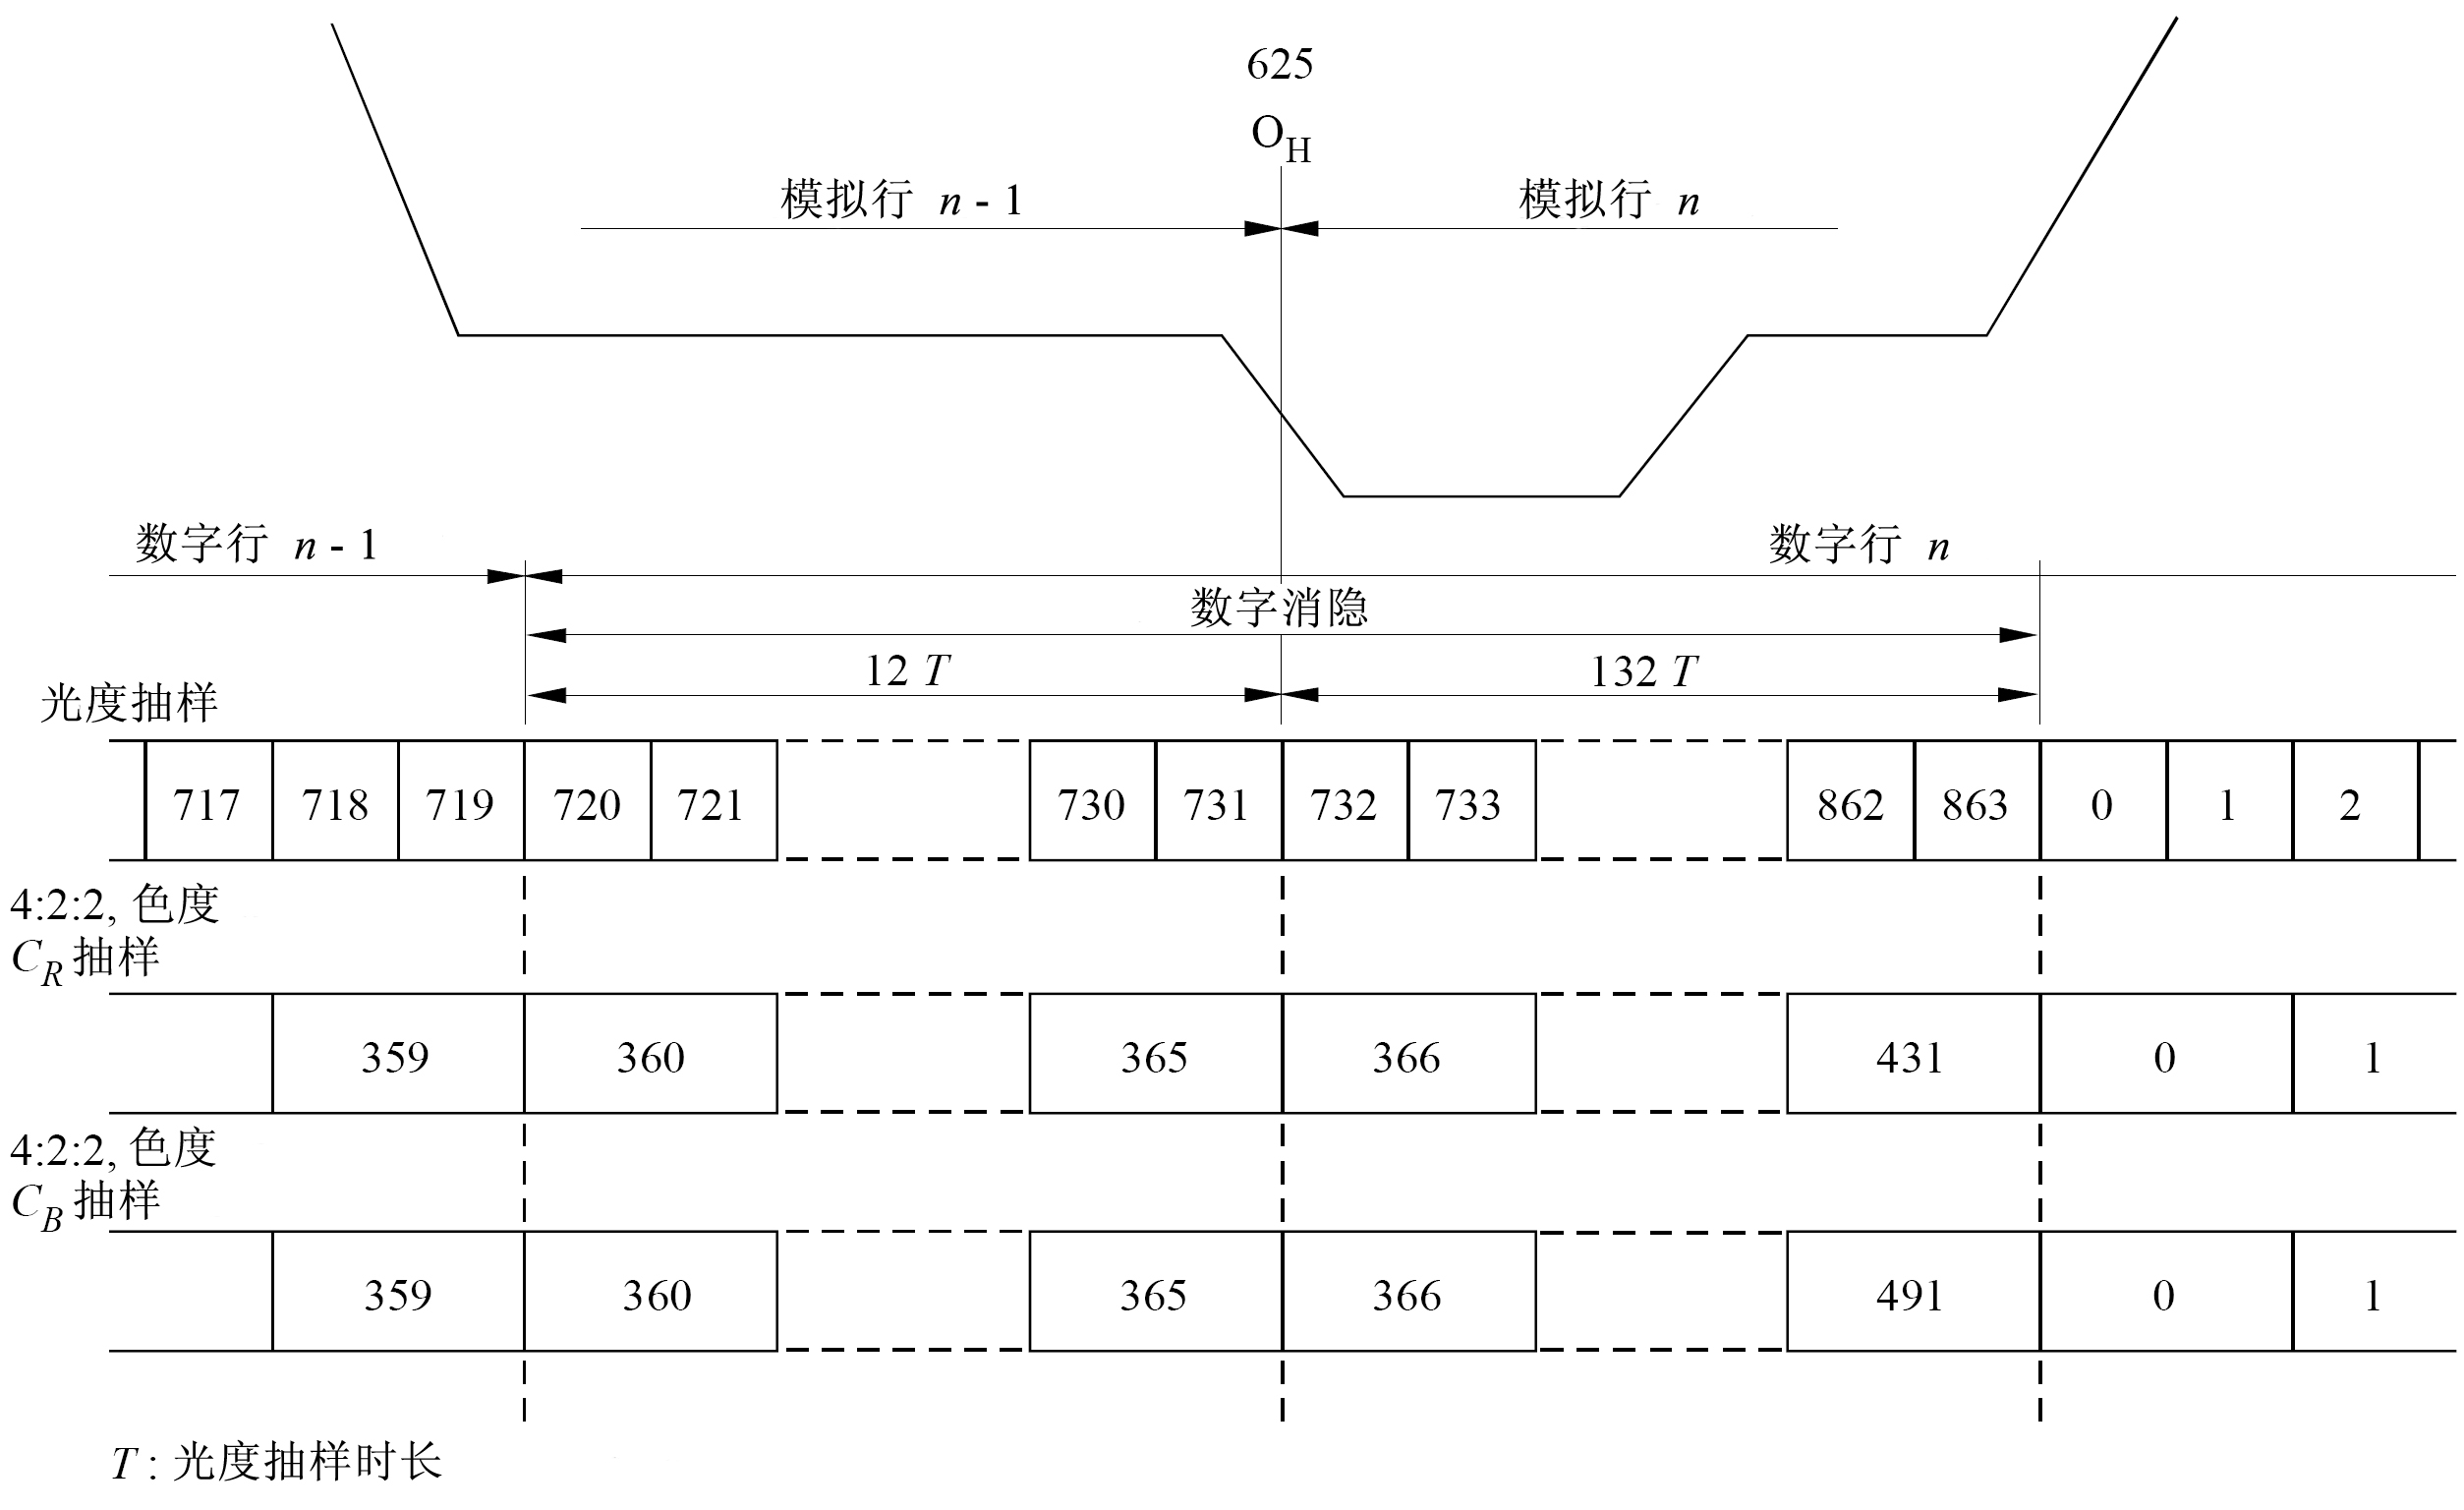 625
O_H
模拟行 n - 1 模拟行 n
数字行 n - 1 数字行 n
数字消隐
12 T 132 T
光度抽样
717 718 719 720 721 730 731 732 733 862 863 0 1 2
4:2:2, 色度
C_R 抽样
359 360 365 366 431 0 1
4:2:2, 色度
C_B 抽样
359 360 365 366 491 0 1
T : 光度抽样时长